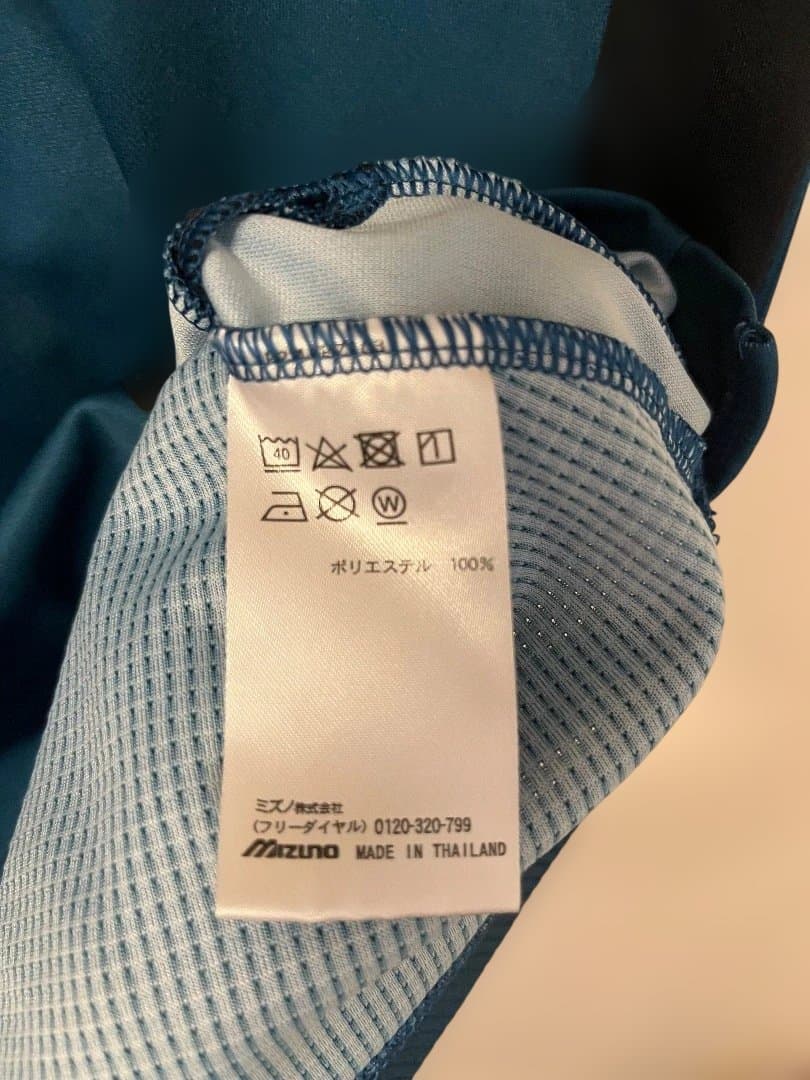 40
W
ポリエステル 100%
ミズノ株式会社
(フリーダイヤル) 0120-320-799
MIZUNO MADE IN THAILAND